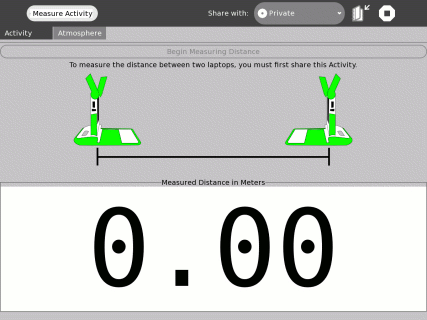 Measure Activity
Share with:
Private
Activity
Atmosphere
Begin Measuring Distance
To measure the distance between two laptops, you must first share this Activity.
Measured Distance in Meters
0.00